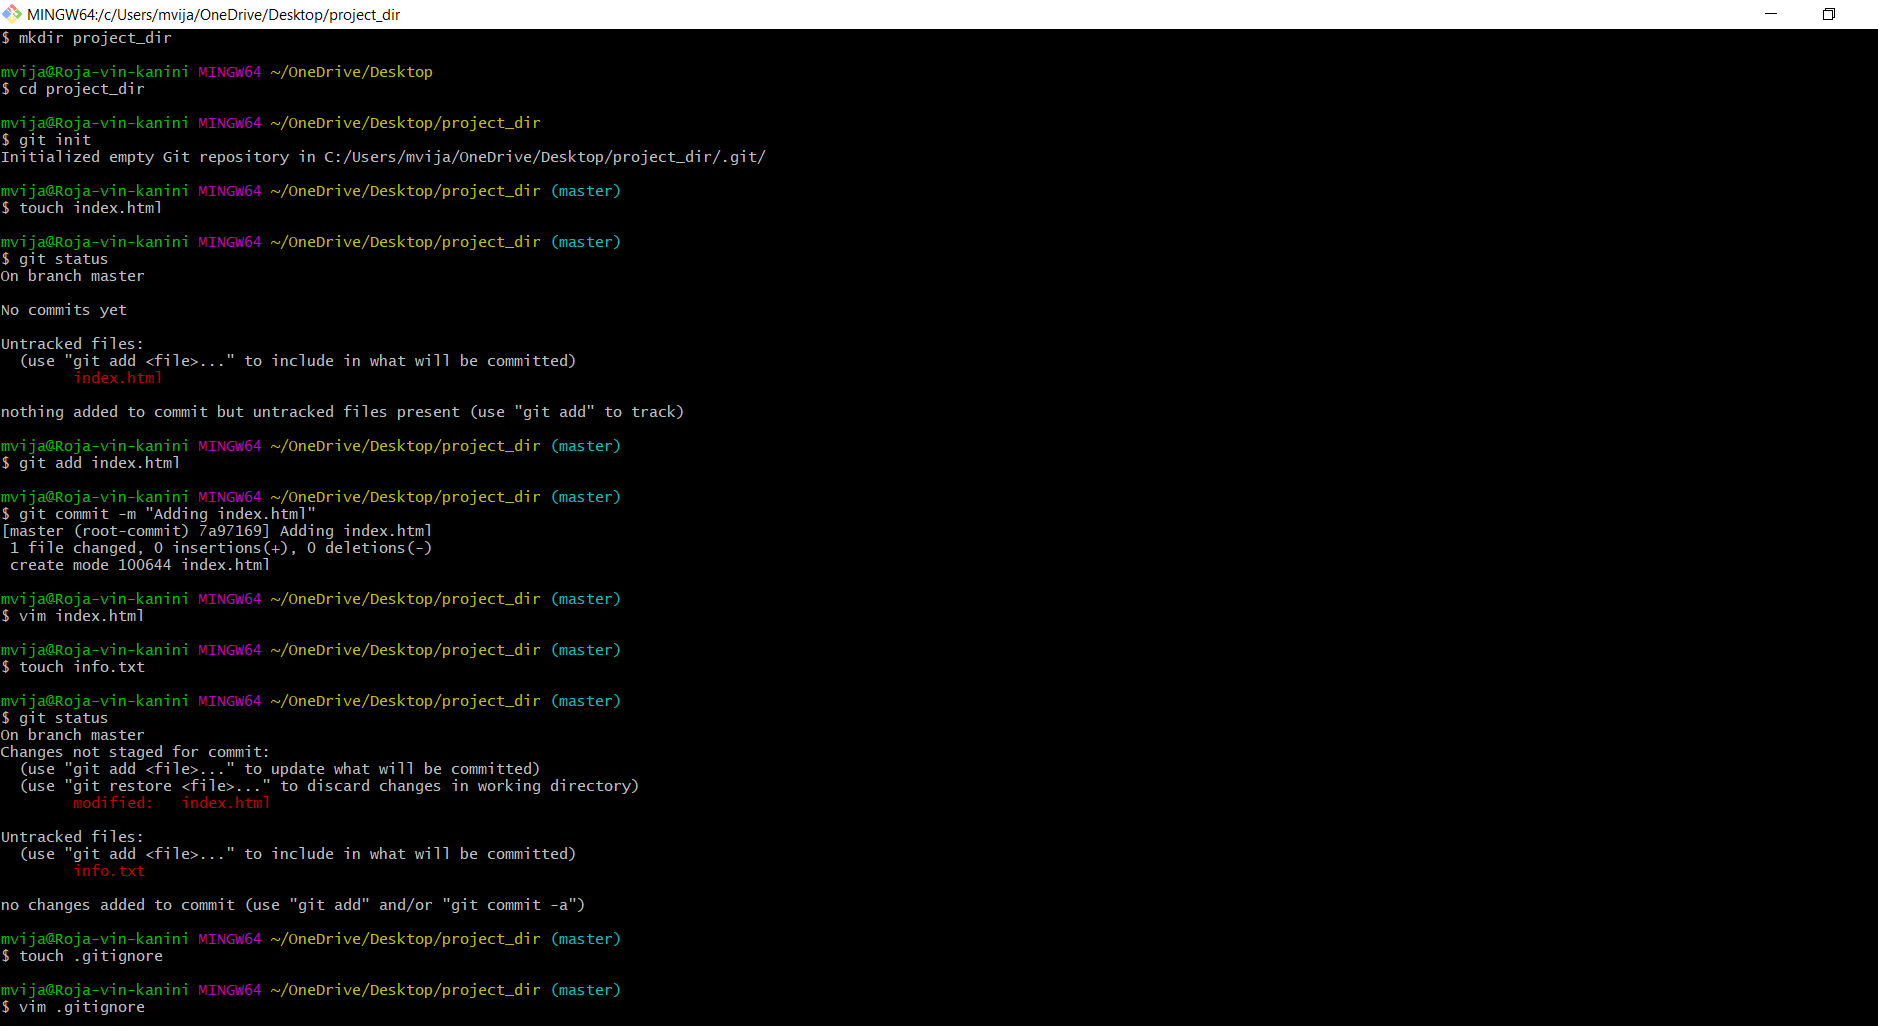 MINGW64:/c/Users/mvija/OneDrive/Desktop/project_dir
$ mkdir project_dir
mvija@Roja-vin-kanini MINGW64 ~/OneDrive/Desktop
$ cd project_dir
mvija@Roja-vin-kanini MINGW64 ~/OneDrive/Desktop/project_dir
$ git init
Initialized empty Git repository in C:/Users/mvija/OneDrive/Desktop/project_dir/.git/
mvija@Roja-vin-kanini MINGW64 ~/OneDrive/Desktop/project_dir (master)
$ touch index.html
mvija@Roja-vin-kanini MINGW64 ~/OneDrive/Desktop/project_dir (master)
$ git status
On branch master
No commits yet
Untracked files:
  (use "git add <file>..." to include in what will be committed)
        index.html
nothing added to commit but untracked files present (use "git add" to track)
mvija@Roja-vin-kanini MINGW64 ~/OneDrive/Desktop/project_dir (master)
$ git add index.html
mvija@Roja-vin-kanini MINGW64 ~/OneDrive/Desktop/project_dir (master)
$ git commit -m "Adding index.html"
[master (root-commit) 7a97169] Adding index.html
 1 file changed, 0 insertions(+), 0 deletions(-)
 create mode 100644 index.html
mvija@Roja-vin-kanini MINGW64 ~/OneDrive/Desktop/project_dir (master)
$ vim index.html
mvija@Roja-vin-kanini MINGW64 ~/OneDrive/Desktop/project_dir (master)
$ touch info.txt
mvija@Roja-vin-kanini MINGW64 ~/OneDrive/Desktop/project_dir (master)
$ git status
On branch master
Changes not staged for commit:
  (use "git add <file>..." to update what will be committed)
  (use "git restore <file>..." to discard changes in working directory)
        modified:   index.html
Untracked files:
  (use "git add <file>..." to include in what will be committed)
        info.txt
no changes added to commit (use "git add" and/or "git commit -a")
mvija@Roja-vin-kanini MINGW64 ~/OneDrive/Desktop/project_dir (master)
$ touch .gitignore
mvija@Roja-vin-kanini MINGW64 ~/OneDrive/Desktop/project_dir (master)
$ vim .gitignore